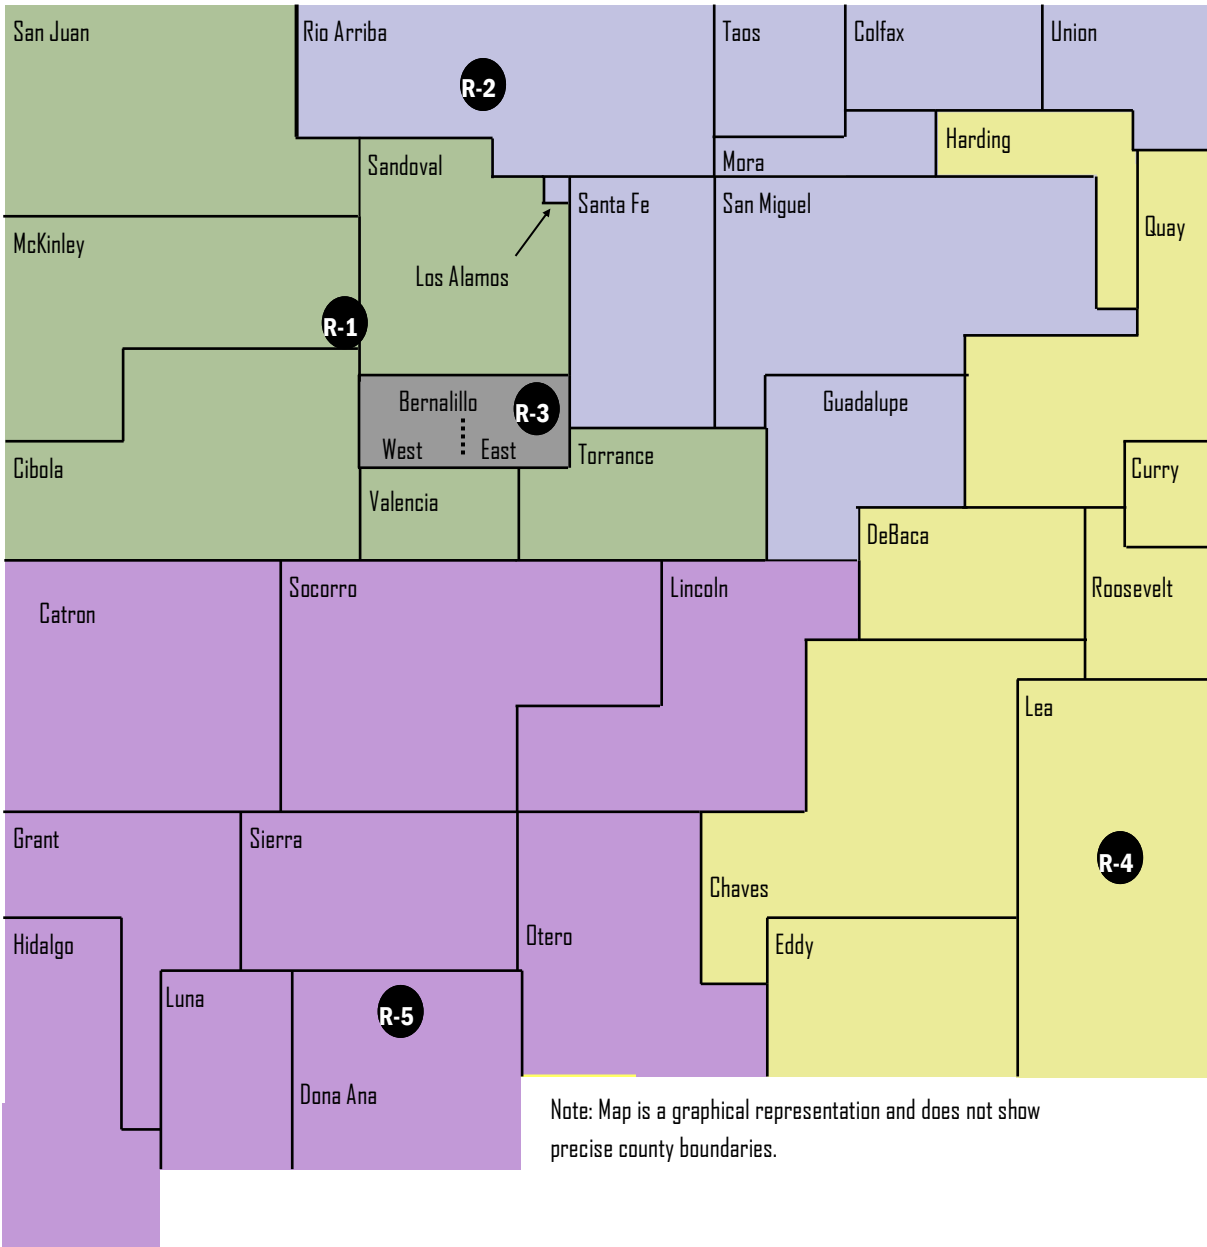 San Juan
Rio Arriba
Taos
Colfax
Union
R-2
Harding
Sandoval
Mora
Santa Fe
San Miguel
Quay
McKinley
Los Alamos
R-1
Bernalillo
R-3
Guadalupe
West
East
Torrance
Cibola
Curry
Valencia
DeBaca
Socorro
Lincoln
Roosevelt
Catron
Lea
Grant
Sierra
R-4
Chaves
Otero
Hidalgo
Eddy
Luna
R-5
Dona Ana
Note: Map is a graphical representation and does not show
precise county boundaries.